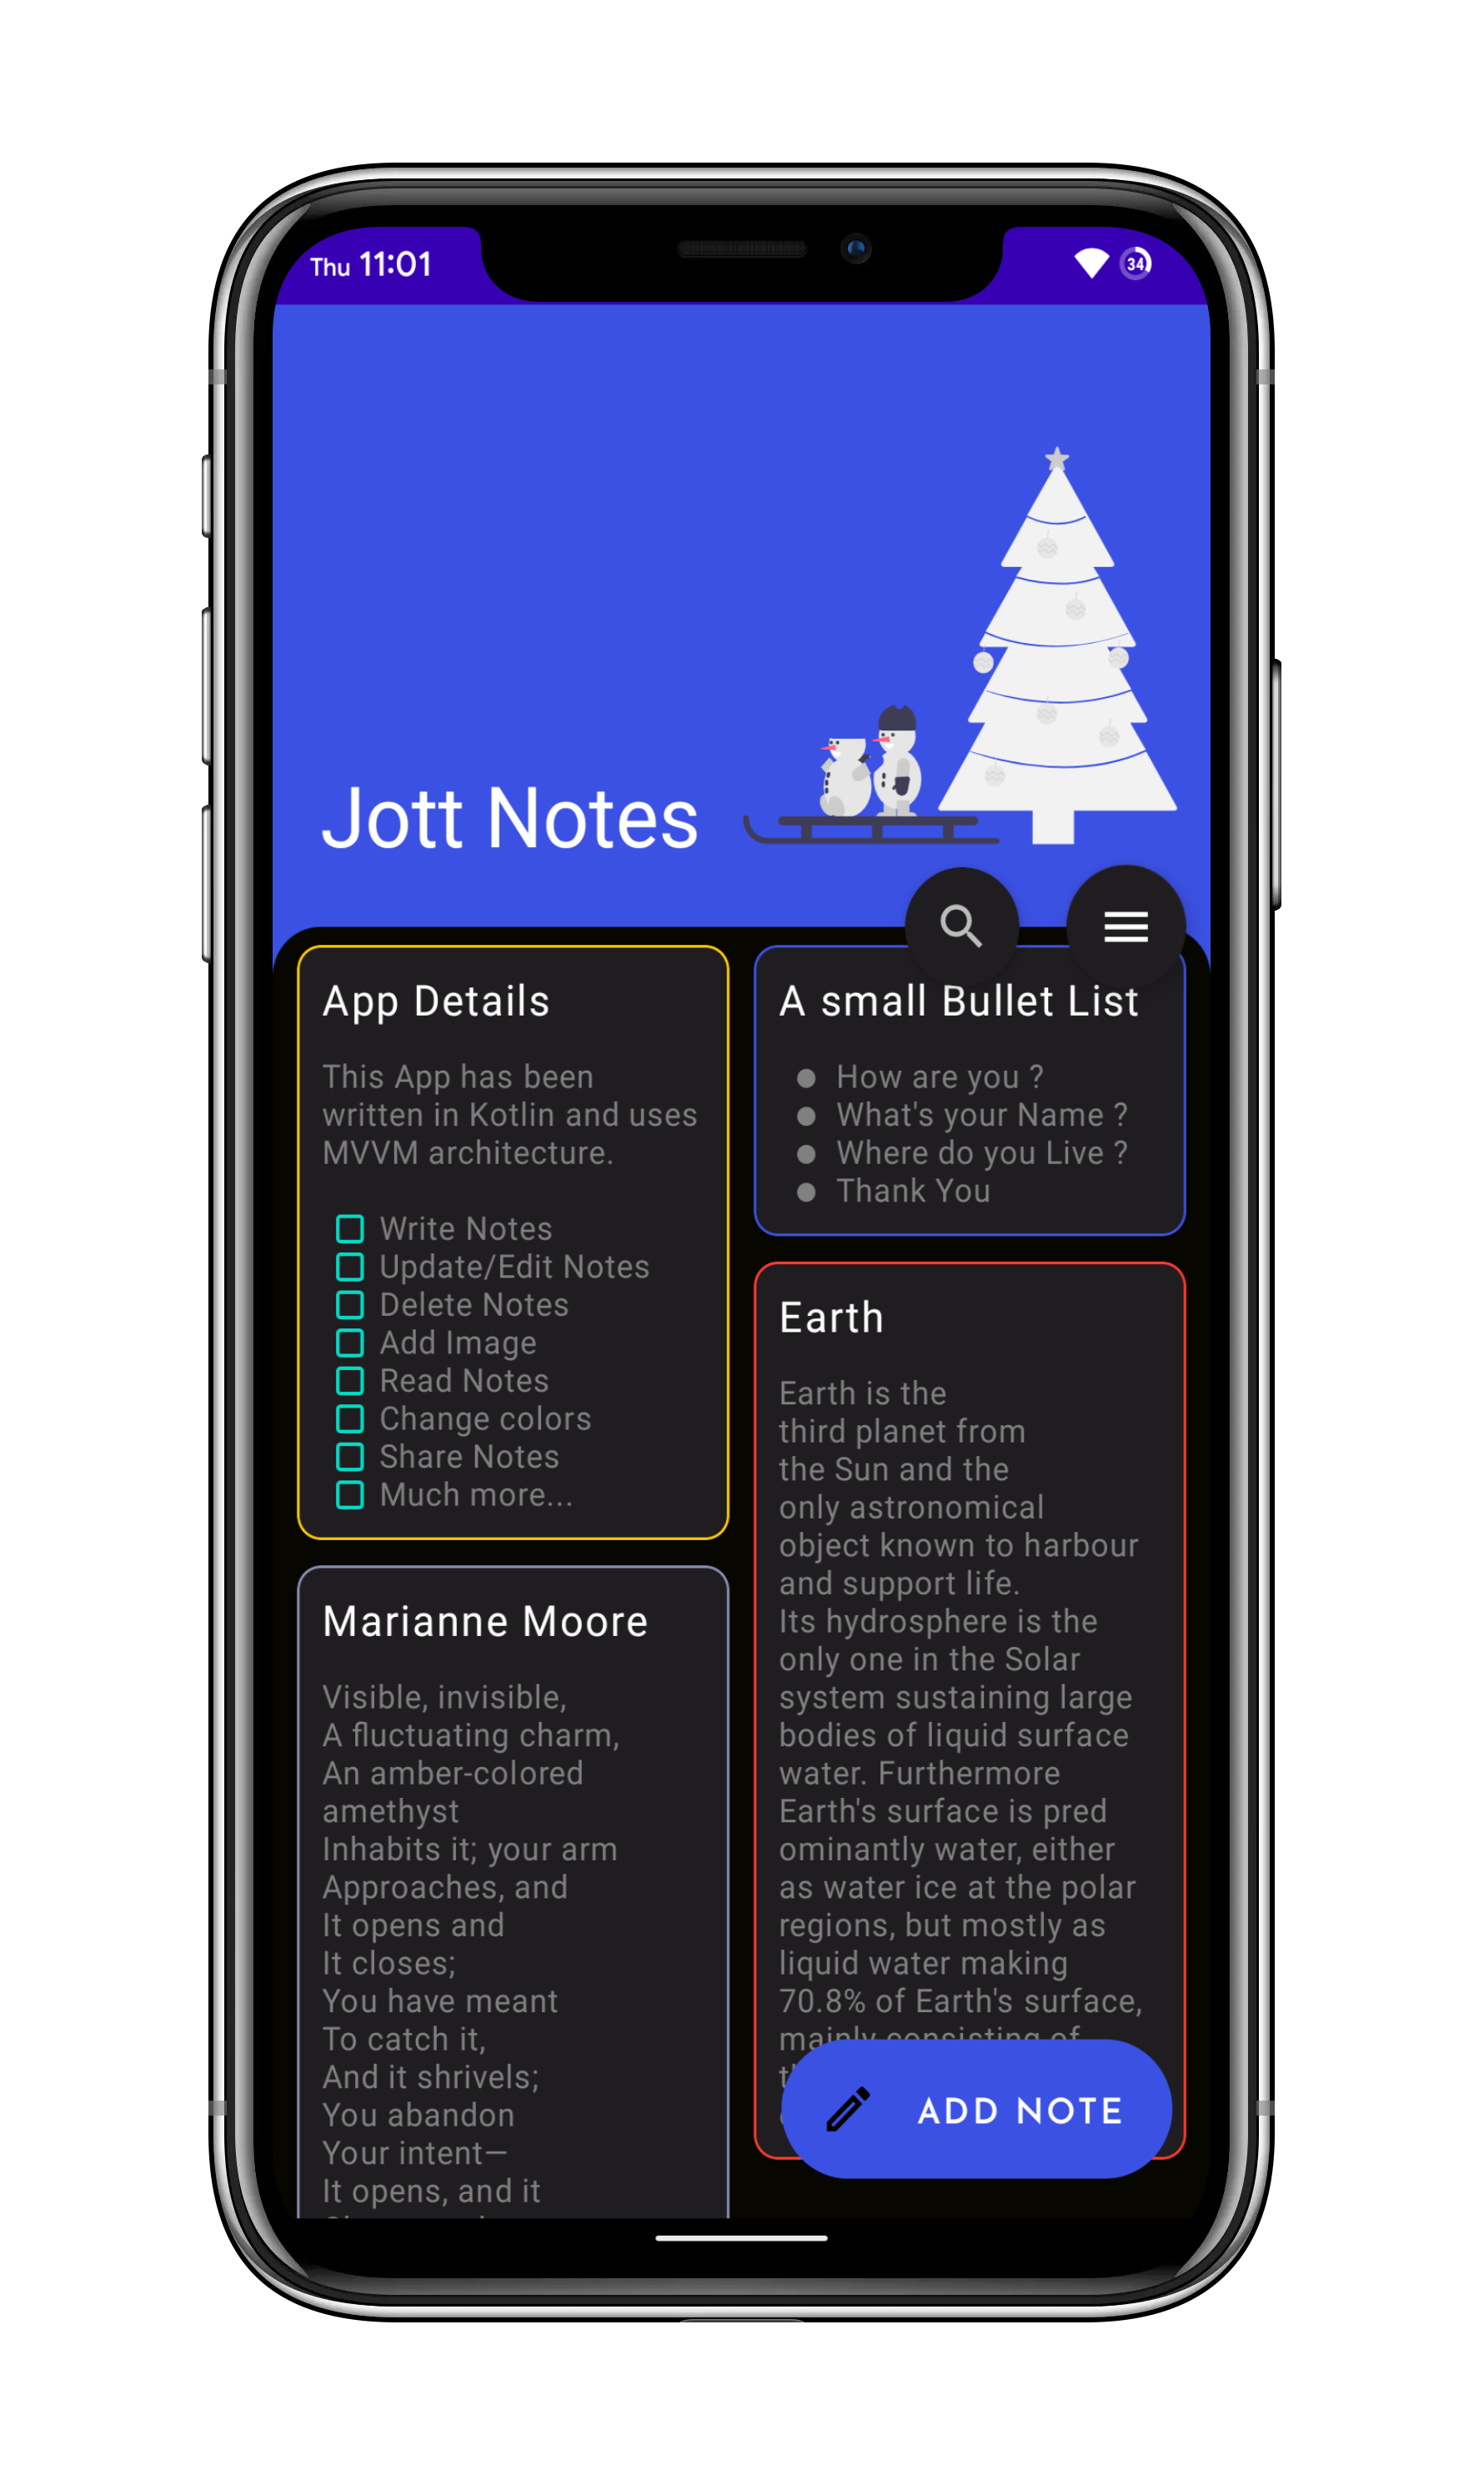 Thu 11:01
34
Jott Notes
App Details
This App has been
written in Kotlin and uses
MVVM architecture.
Write Notes
Update/Edit Notes
Delete Notes
Add Image
Read Notes
Change colors
Share Notes
Much more...
Marianne Moore
Visible, invisible,
A fluctuating charm,
An amber-colored
amethyst
Inhabits it; your arm
Approaches, and
It opens and
It closes;
You have meant
To catch it,
And it shrivels;
You abandon
Your intent—
It opens, and it
A small Bullet List
How are you ?
What's your Name ?
Where do you Live ?
Thank You
Earth
Earth is the
third planet from
the Sun and the
only astronomical
object known to harbour
and support life.
Its hydrosphere is the
only one in the Solar
system sustaining large
bodies of liquid surface
water. Furthermore
Earth's surface is pred
ominantly water, either
as water ice at the polar
regions, but mostly as
liquid water making
70.8% of Earth's surface,
mainly consisting of
ADD NOTE